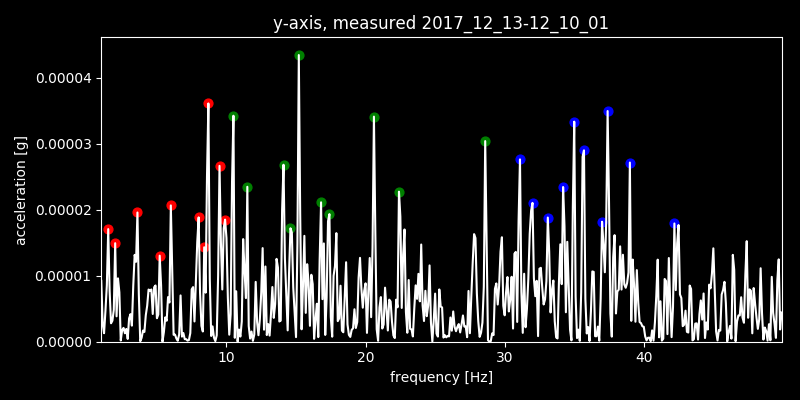 y-axis, measured 2017_12_13-12_10_01
acceleration [g]
0.00004
0.00003
0.00002
0.00001
0.00000
10 20 30 40
frequency [Hz]